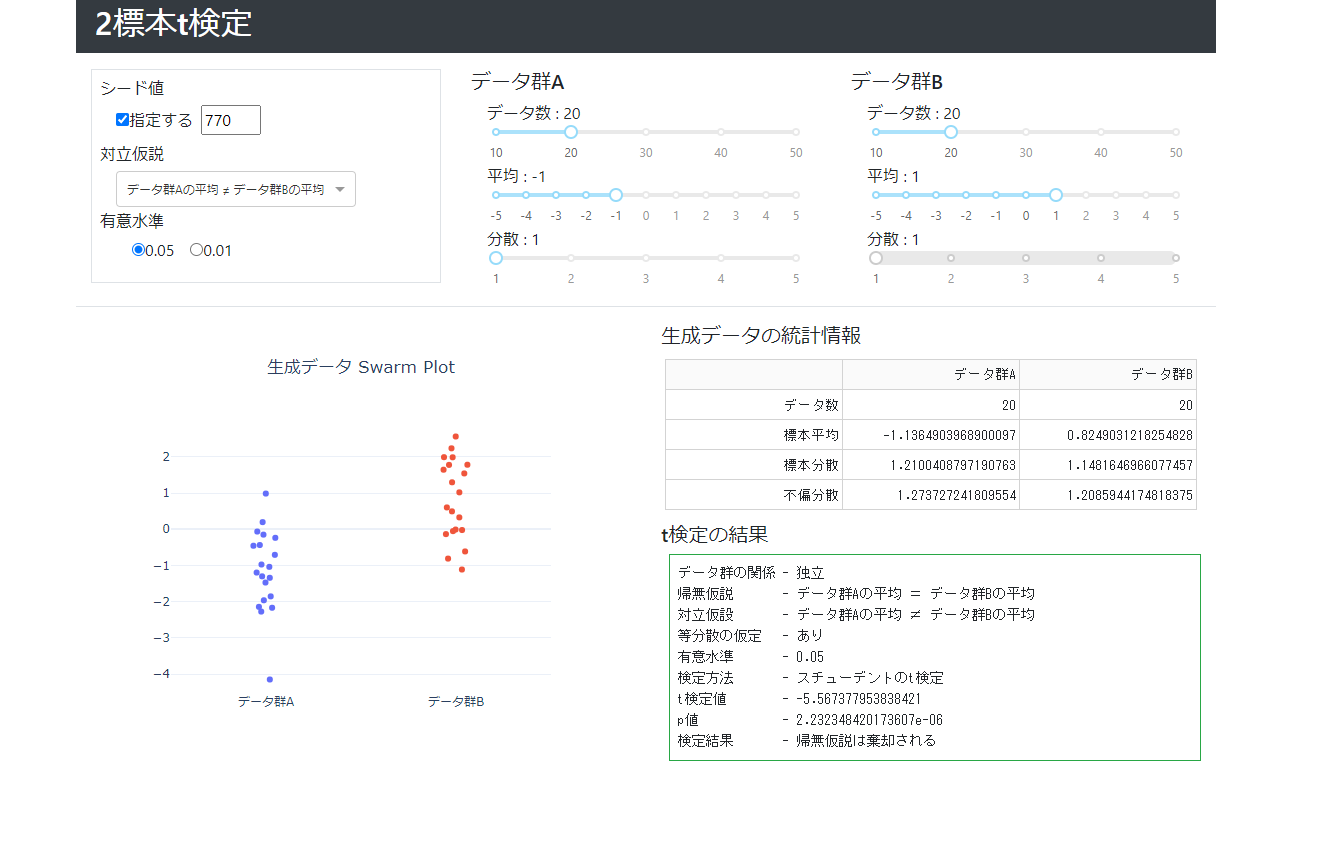 2標本t検定
シード値
指定する 770
対立仮説
データ群Aの平均 ≠ データ群Bの平均
有意水準
0.05 0.01
データ群A
データ数 : 20
10 20 30 40 50
平均 : -1
-5 -4 -3 -2 -1 0 1 2 3 4 5
分散 : 1
1 2 3 4 5
データ群B
データ数 : 20
10 20 30 40 50
平均 : 1
-5 -4 -3 -2 -1 0 1 2 3 4 5
分散 : 1
1 2 3 4 5
生成データ Swarm Plot
2
1
0
−1
−2
−3
−4
データ群A データ群B
生成データの統計情報
データ群A データ群B
データ数 20 20
標本平均 -1.1364903968900097 0.8249031218254828
標本分散 1.2100408797190763 1.1481646966077457
不偏分散 1.273727241809554 1.2085944174818375
t検定の結果
データ群の関係 - 独立
帰無仮説 - データ群Aの平均 = データ群Bの平均
対立仮設 - データ群Aの平均 ≠ データ群Bの平均
等分散の仮定 - あり
有意水準 - 0.05
検定方法 - スチューデントのt検定
t検定値 - -5.567377953838421
p値 - 2.232348420173607e-06
検定結果 - 帰無仮説は棄却される